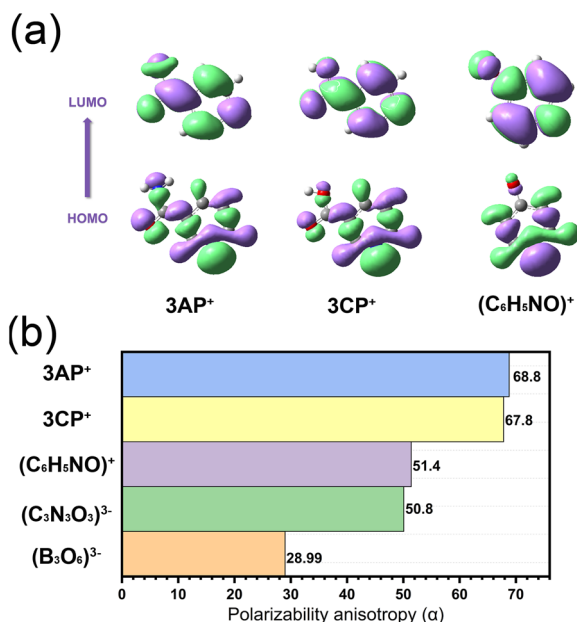 (a)
LUMO
HOMO
3AP⁺ 3CP⁺ (C₆H₅NO)⁺
(b)
3AP⁺ 68.8
3CP⁺ 67.8
(C₆H₅NO)⁺ 51.4
(C₃N₃O₃)³⁻ 50.8
(B₃O₆)³⁻ 28.99
0 10 20 30 40 50 60 70
Polarizability anisotropy (α)